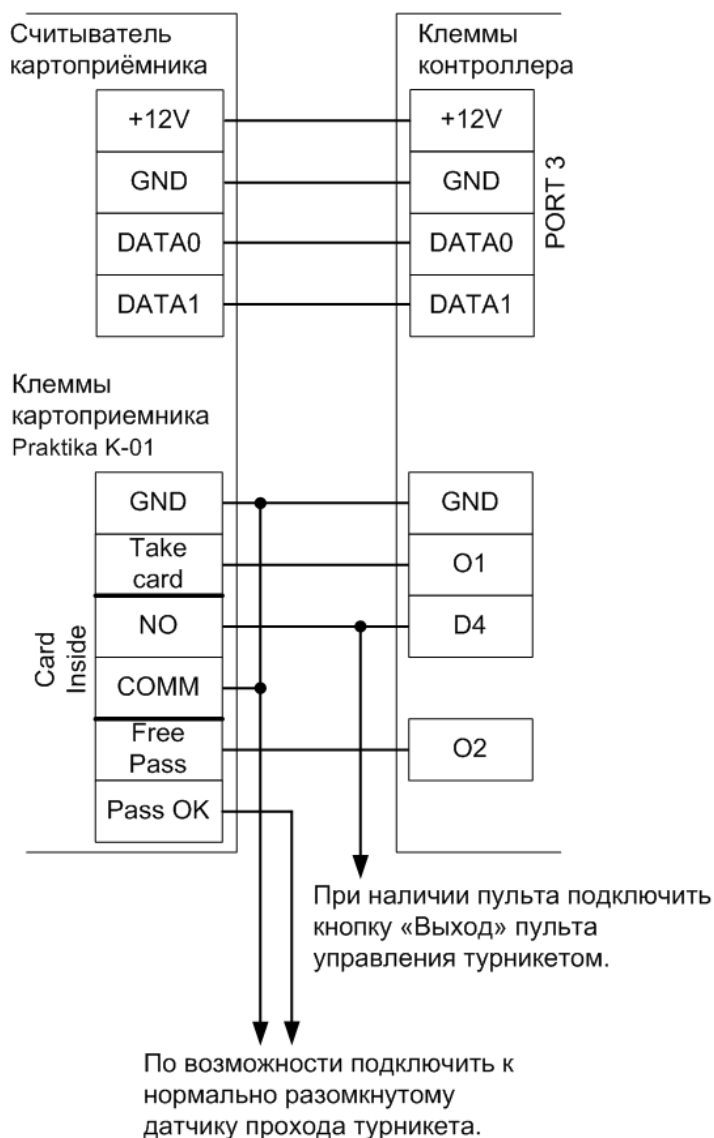 Считыватель
картоприёмника
Клеммы
контроллера
+12V
+12V
GND
GND
DATA0
DATA0
DATA1
DATA1
PORT 3
Клеммы
картоприемника
Praktika K-01
GND
GND
Take
card
O1
Card
Inside
NO
D4
COMM
Free
Pass
O2
Pass OK
При наличии пульта подключить
кнопку «Выход» пульта
управления турникетом.
По возможности подключить к
нормально разомкнутому
датчику прохода турникета.